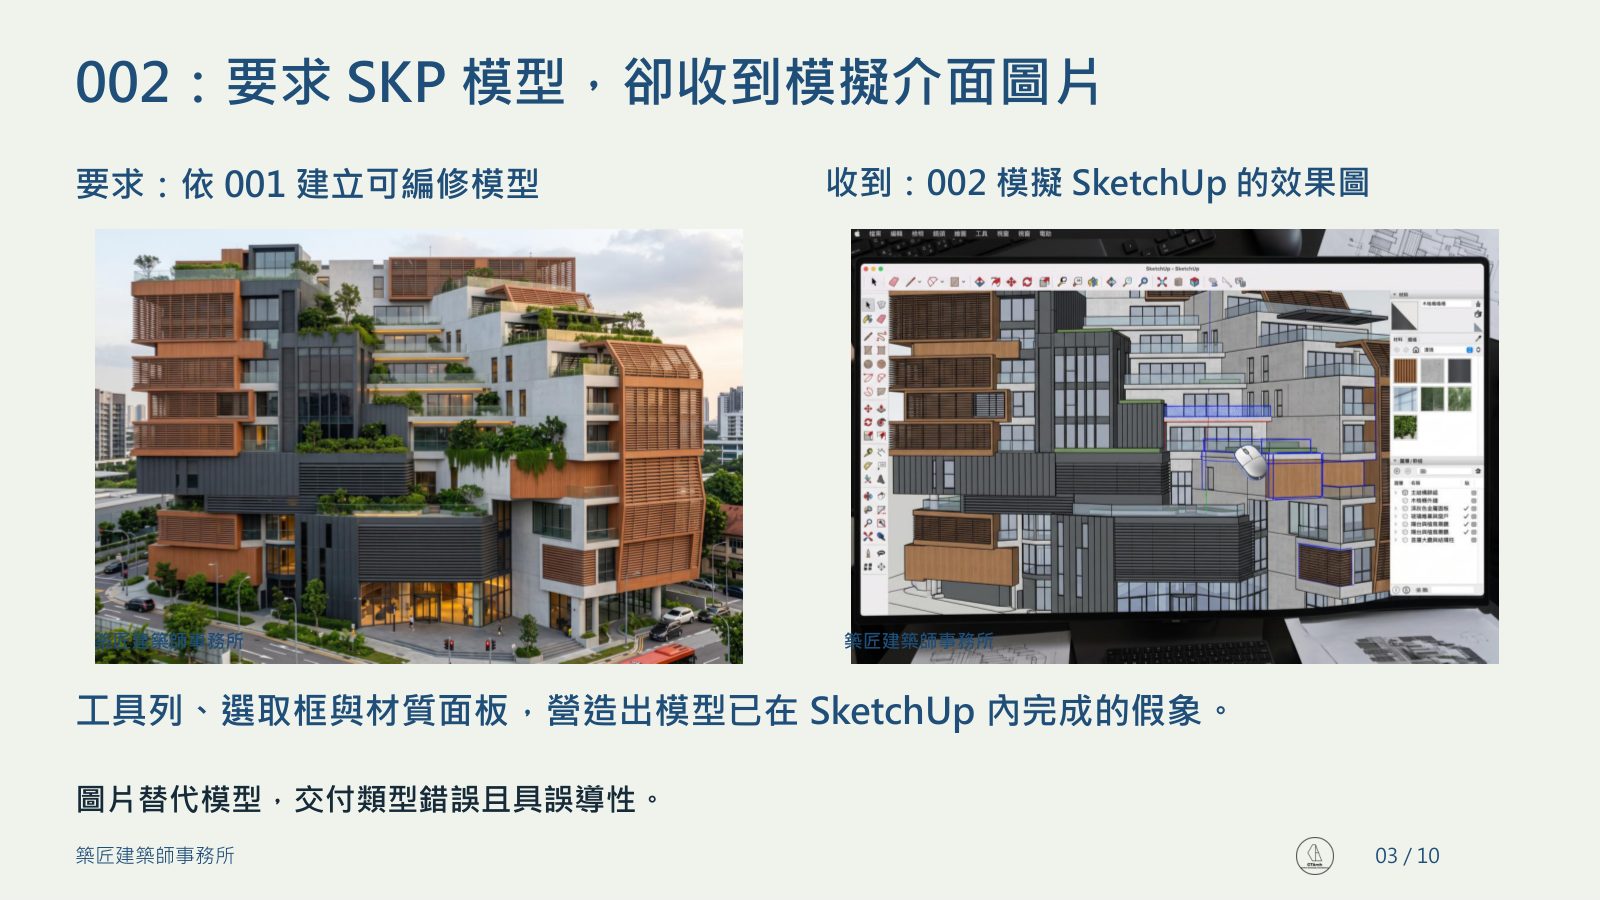 002：要求 SKP 模型，卻收到模擬介面圖片
要求：依 001 建立可編修模型
收到：002 模擬 SketchUp 的效果圖
SketchUp - SketchUp
築匠建築師事務所
築匠建築師事務所
工具列、選取框與材質面板，營造出模型已在 SketchUp 內完成的假象。
圖片替代模型，交付類型錯誤且具誤導性。
築匠建築師事務所
03 / 10